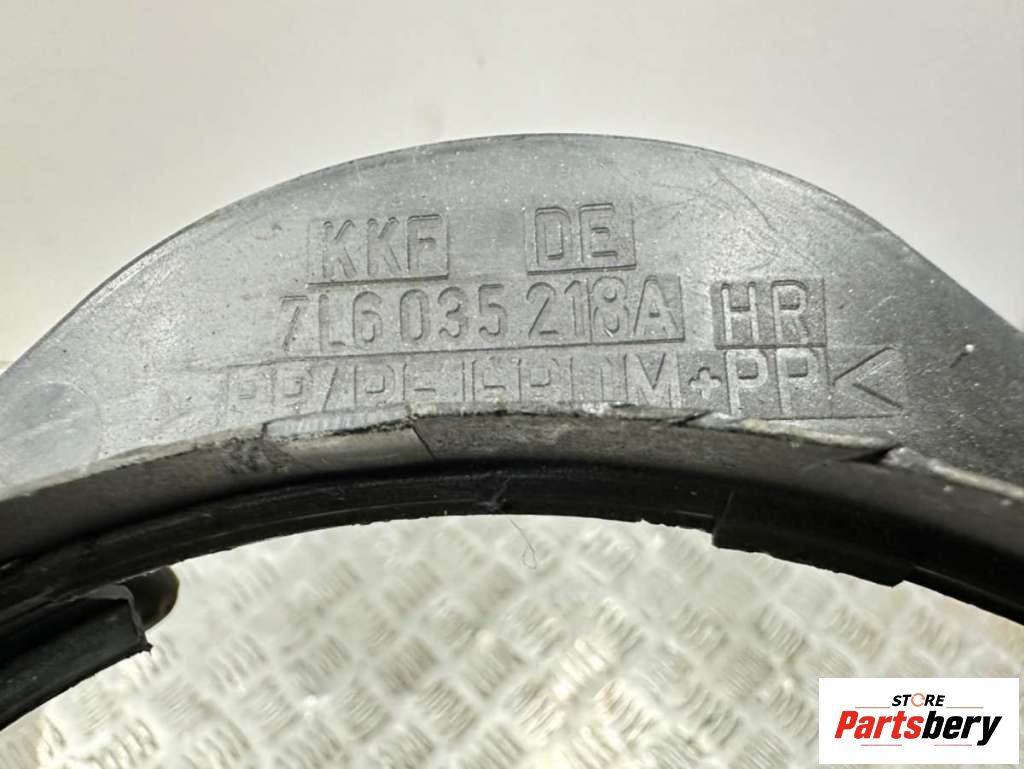 KKF DE
7L6 035 218A HR
M+PP<
STORE
Partsbery